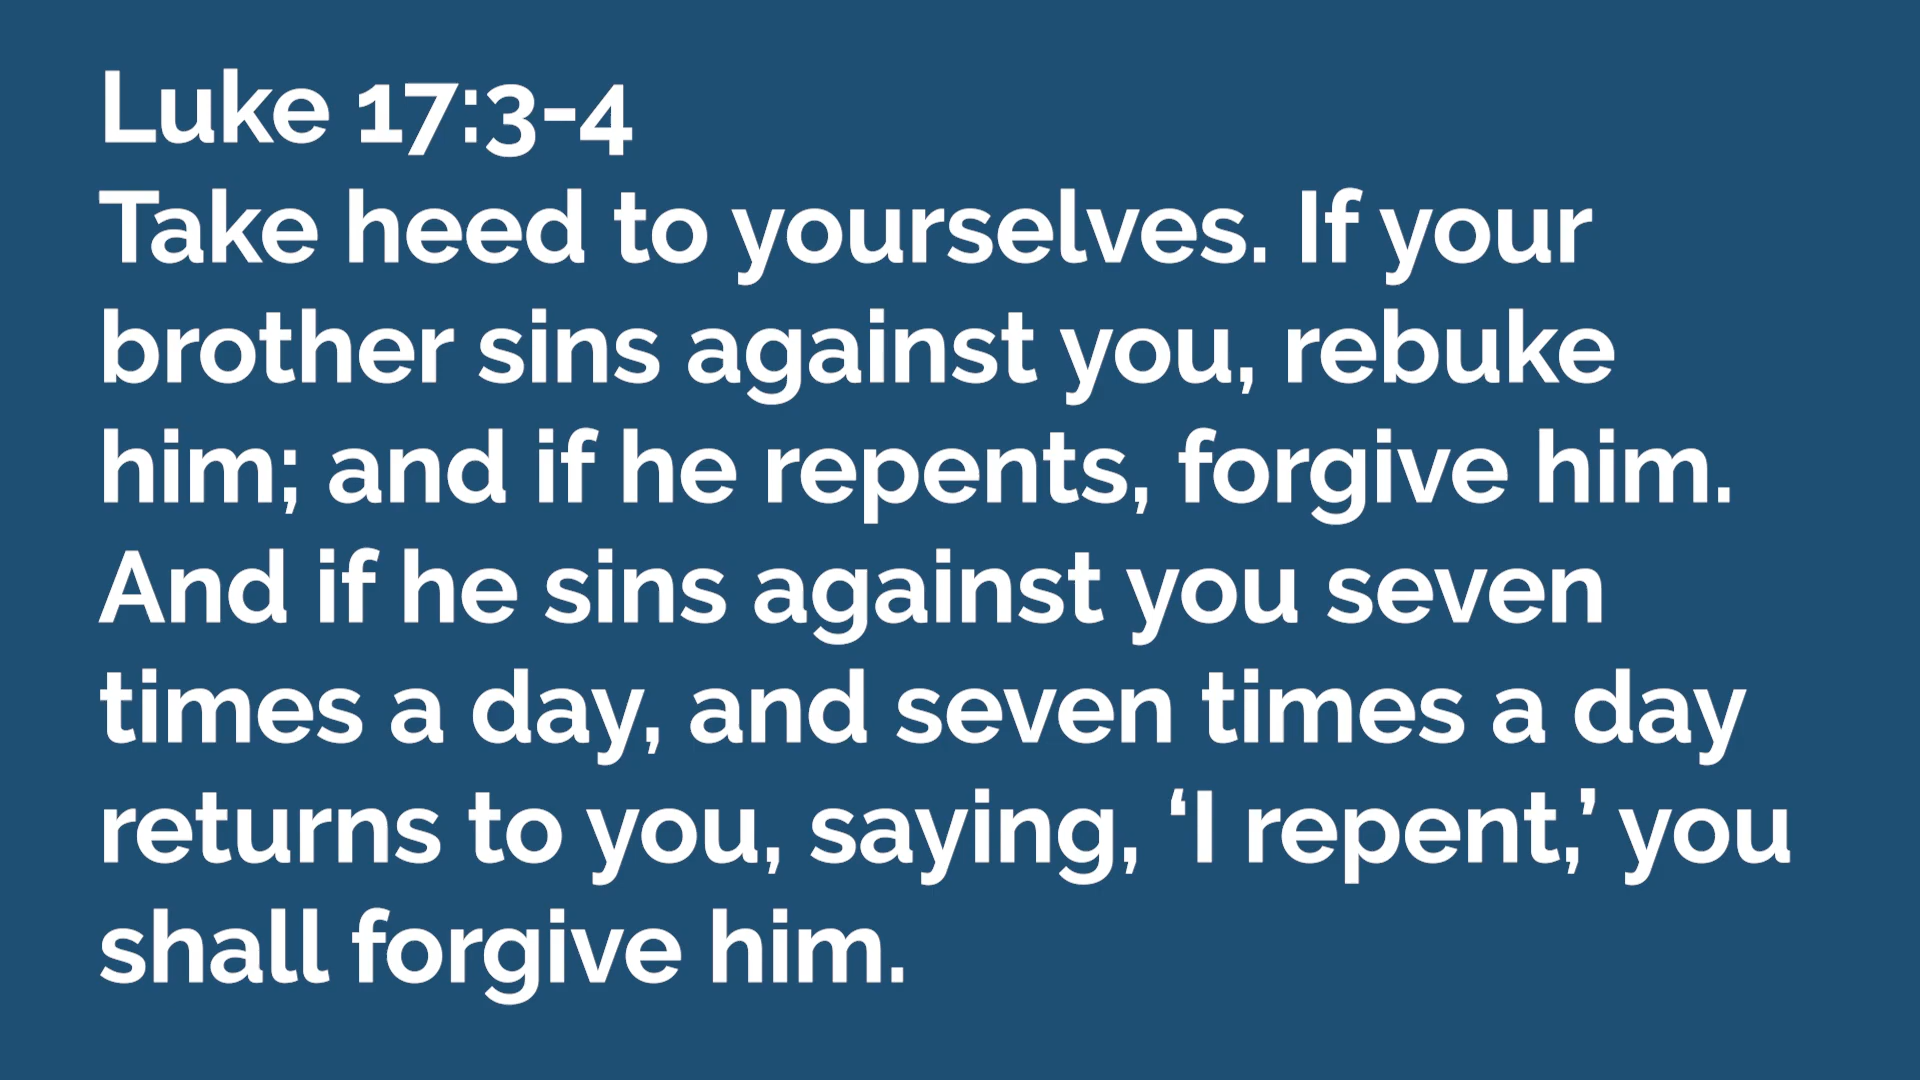 Luke 17:3-4
Take heed to yourselves. If your
brother sins against you, rebuke
him; and if he repents, forgive him.
And if he sins against you seven
times a day, and seven times a day
returns to you, saying, ‘I repent,’ you
shall forgive him.